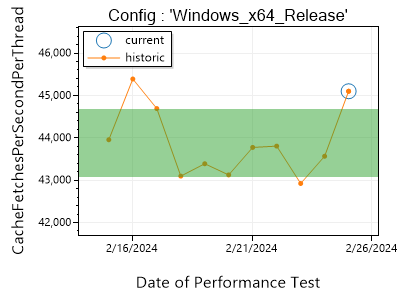 Config : 'Windows_x64_Release'
CacheFetchesPerSecondPerThread
46,000
45,000
44,000
43,000
42,000
current
historic
2/16/2024
2/21/2024
2/26/2024
Date of Performance Test